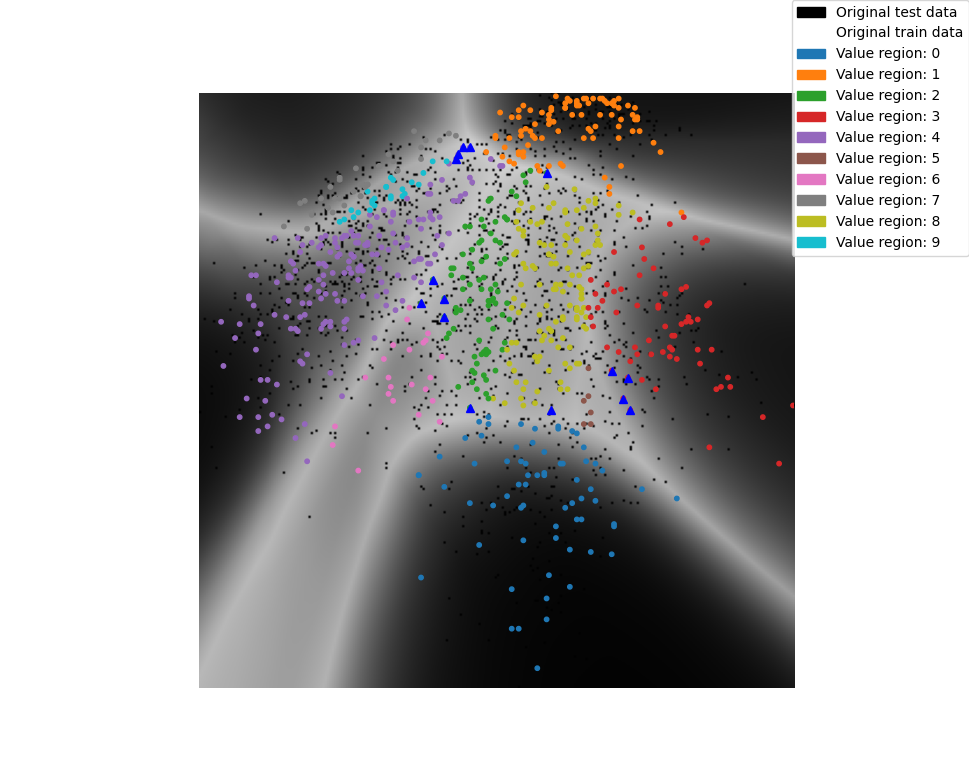 Original test data
Original train data
Value region: 0
Value region: 1
Value region: 2
Value region: 3
Value region: 4
Value region: 5
Value region: 6
Value region: 7
Value region: 8
Value region: 9